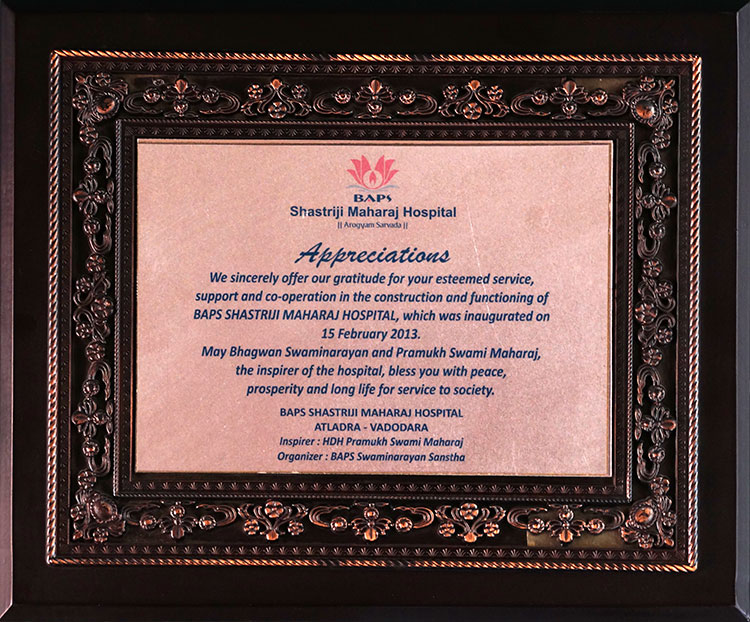 BAPS
Shastriji Maharaj Hospital
|| Arogyam Sarvada ||
Appreciations
We sincerely offer our gratitude for your esteemed service,
support and co-operation in the construction and functioning of
BAPS SHASTRIJI MAHARAJ HOSPITAL, which was inaugurated on
15 February 2013.
May Bhagwan Swaminarayan and Pramukh Swami Maharaj,
the inspirer of the hospital, bless you with peace,
prosperity and long life for service to society.
BAPS SHASTRIJI MAHARAJ HOSPITAL
ATLADRA - VADODARA
Inspirer : HDH Pramukh Swami Maharaj
Organizer : BAPS Swaminarayan Sanstha